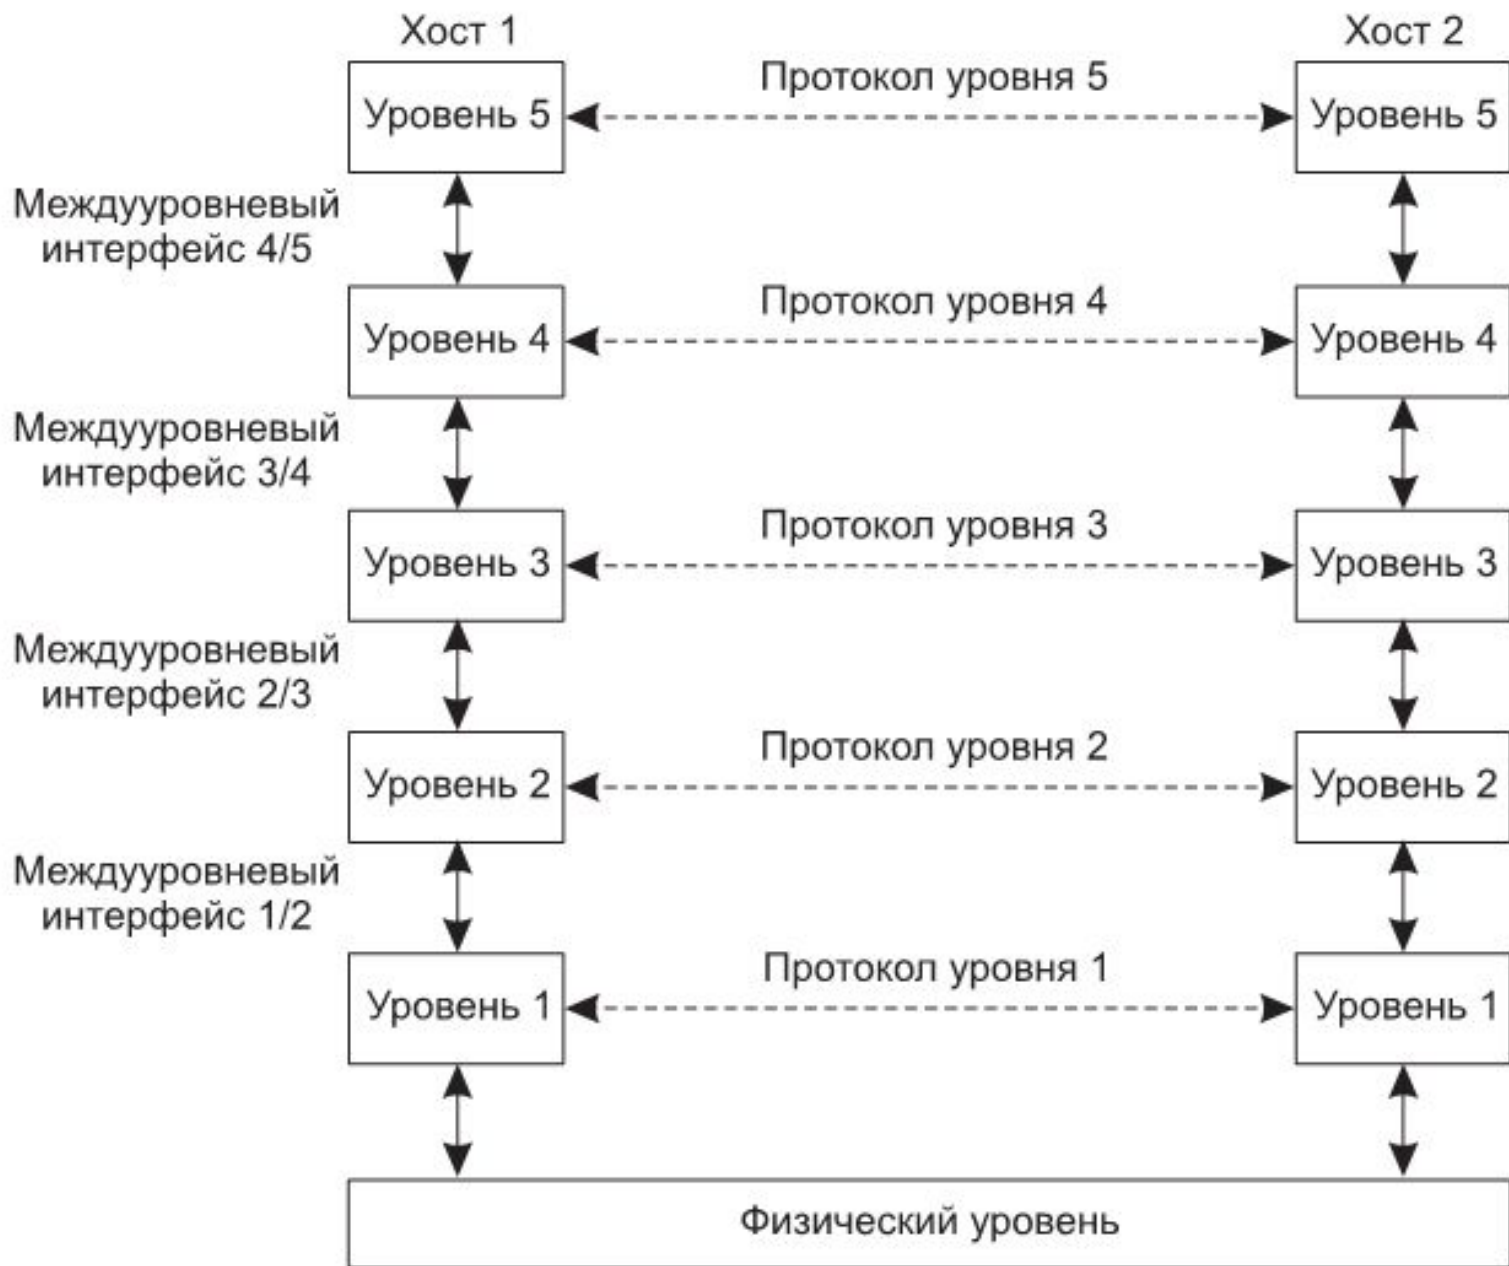 Хост 1
Хост 2
Протокол уровня 5
Уровень 5
Уровень 5
Междууровневый
интерфейс 4/5
Протокол уровня 4
Уровень 4
Уровень 4
Междууровневый
интерфейс 3/4
Протокол уровня 3
Уровень 3
Уровень 3
Междууровневый
интерфейс 2/3
Протокол уровня 2
Уровень 2
Уровень 2
Междууровневый
интерфейс 1/2
Протокол уровня 1
Уровень 1
Уровень 1
Физический уровень